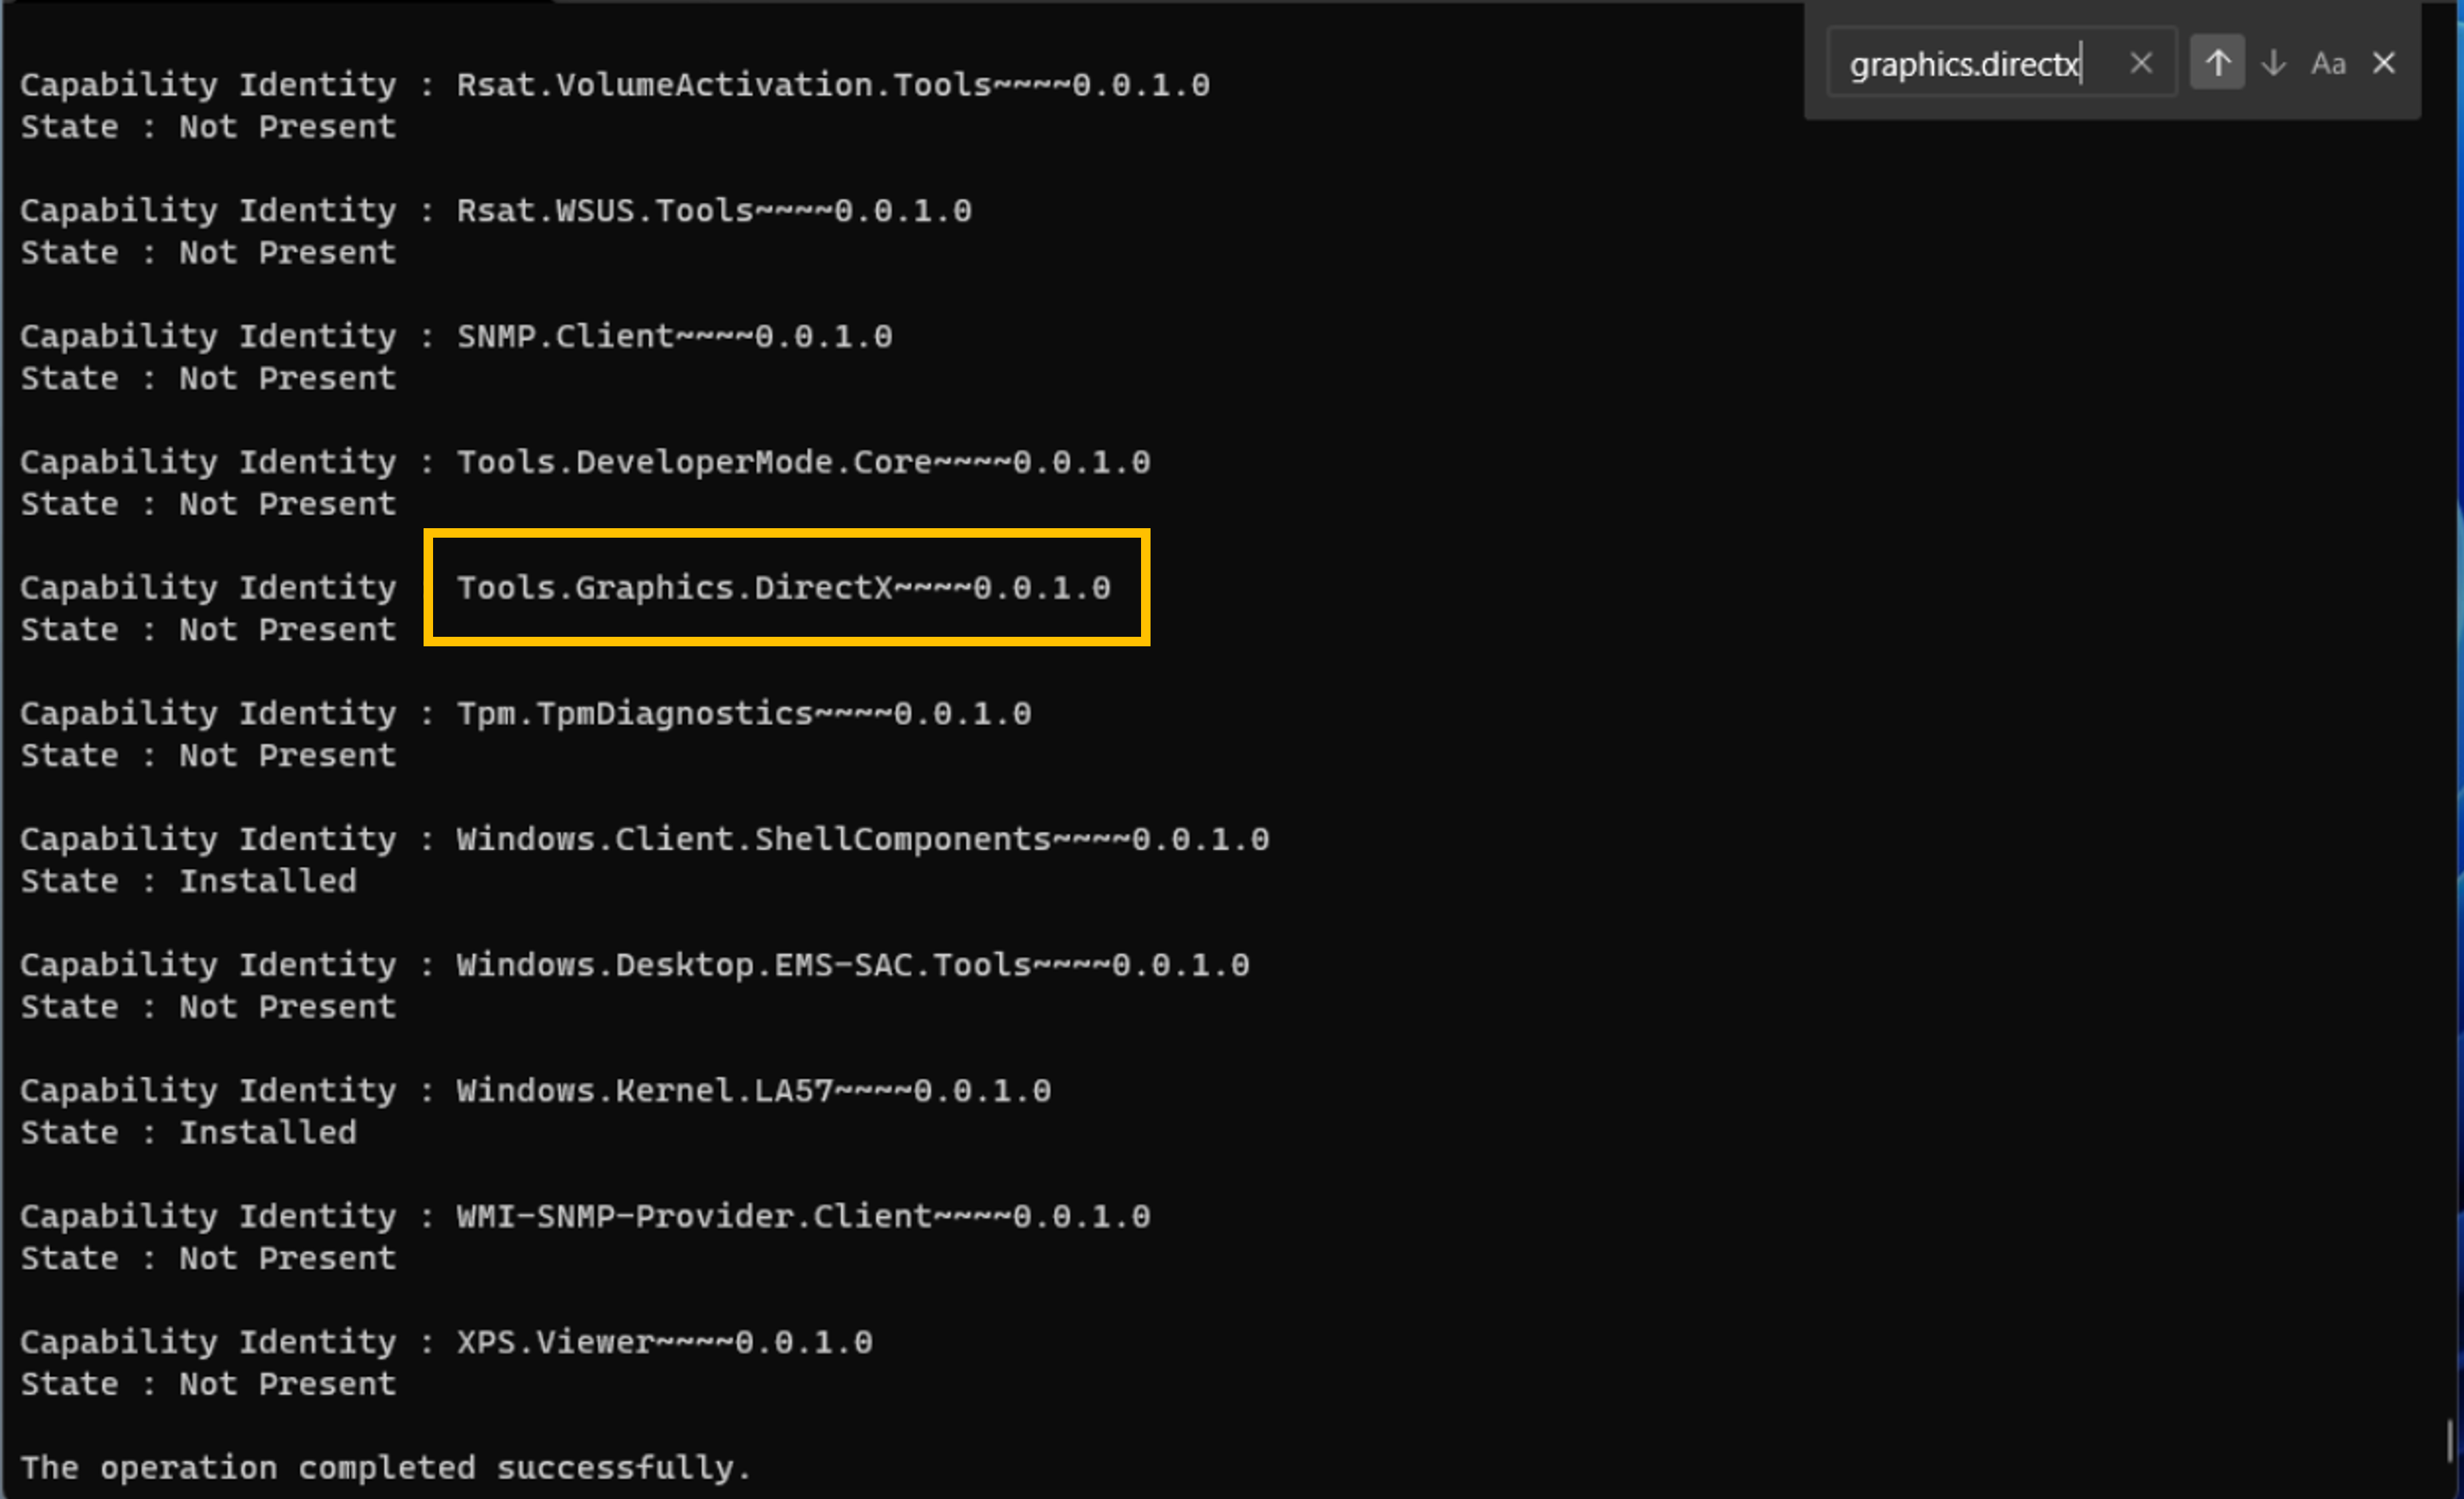 graphics.directx
Aa
Capability Identity : Rsat.VolumeActivation.Tools~~~~0.0.1.0
State : Not Present
Capability Identity : Rsat.WSUS.Tools~~~~0.0.1.0
State : Not Present
Capability Identity : SNMP.Client~~~~0.0.1.0
State : Not Present
Capability Identity : Tools.DeveloperMode.Core~~~~0.0.1.0
State : Not Present
Capability Identity Tools.Graphics.DirectX~~~~0.0.1.0
State : Not Present
Capability Identity : Tpm.TpmDiagnostics~~~~0.0.1.0
State : Not Present
Capability Identity : Windows.Client.ShellComponents~~~~0.0.1.0
State : Installed
Capability Identity : Windows.Desktop.EMS-SAC.Tools~~~~0.0.1.0
State : Not Present
Capability Identity : Windows.Kernel.LA57~~~~0.0.1.0
State : Installed
Capability Identity : WMI-SNMP-Provider.Client~~~~0.0.1.0
State : Not Present
Capability Identity : XPS.Viewer~~~~0.0.1.0
State : Not Present
The operation completed successfully.